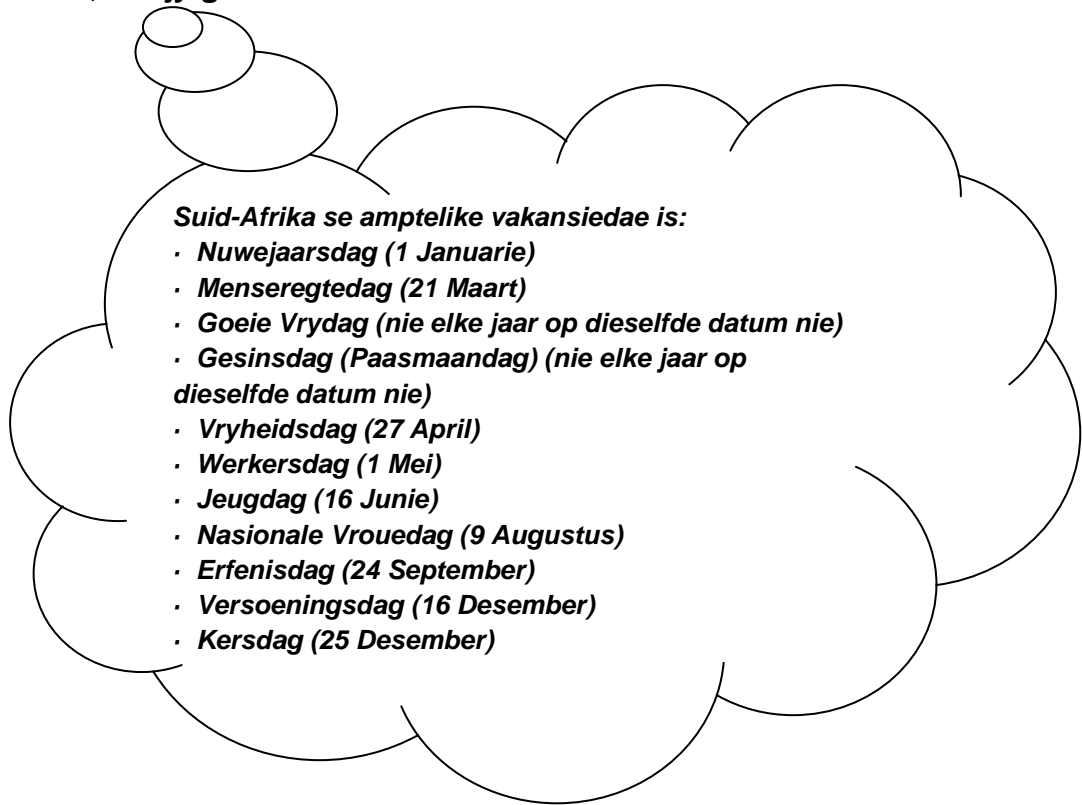 Suid-Afrika se amptelike vakansiedae is:
· Nuwejaarsdag (1 Januarie)
· Menseregtedag (21 Maart)
· Goeie Vrydag (nie elke jaar op dieselfde datum nie)
· Gesinsdag (Paasmaandag) (nie elke jaar op
dieselfde datum nie)
· Vryheidsdag (27 April)
· Werkersdag (1 Mei)
· Jeugdag (16 Junie)
· Nasionale Vrouedag (9 Augustus)
· Erfenisdag (24 September)
· Versoeningsdag (16 Desember)
· Kersdag (25 Desember)